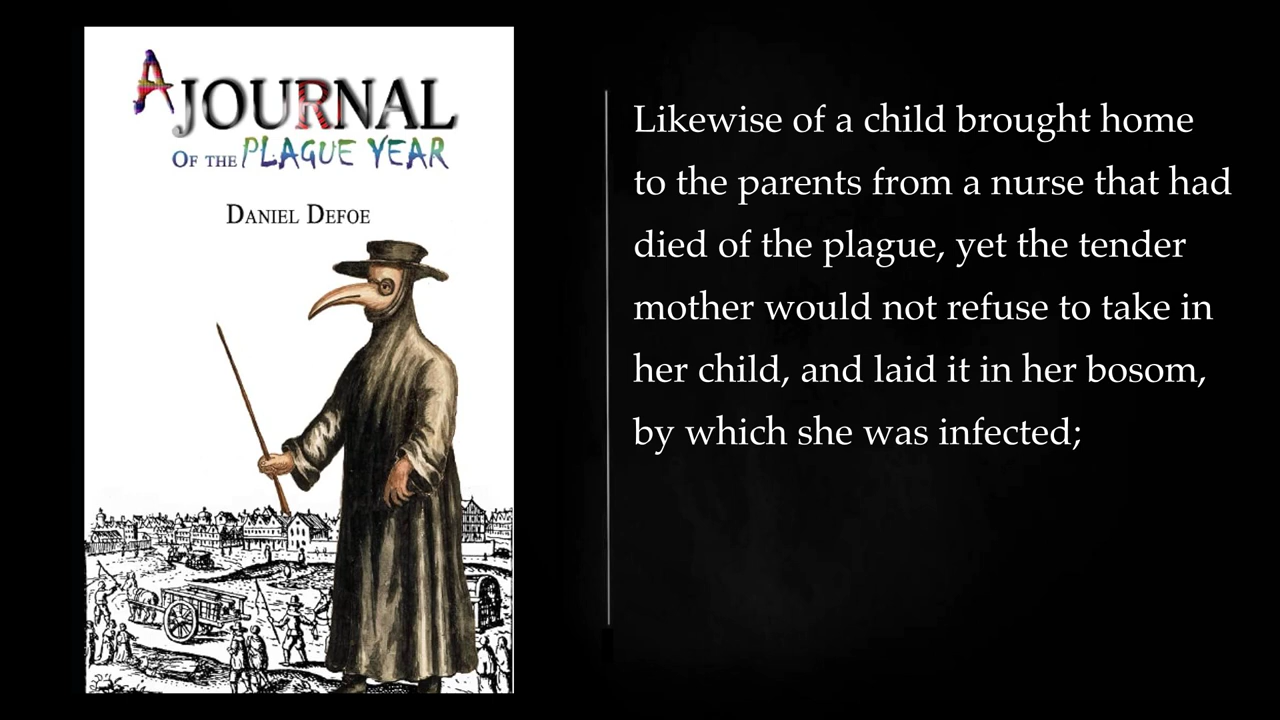 A JOURNAL
OF THE PLAGUE YEAR
DANIEL DEFOE
Likewise of a child brought home
to the parents from a nurse that had
died of the plague, yet the tender
mother would not refuse to take in
her child, and laid it in her bosom,
by which she was infected;